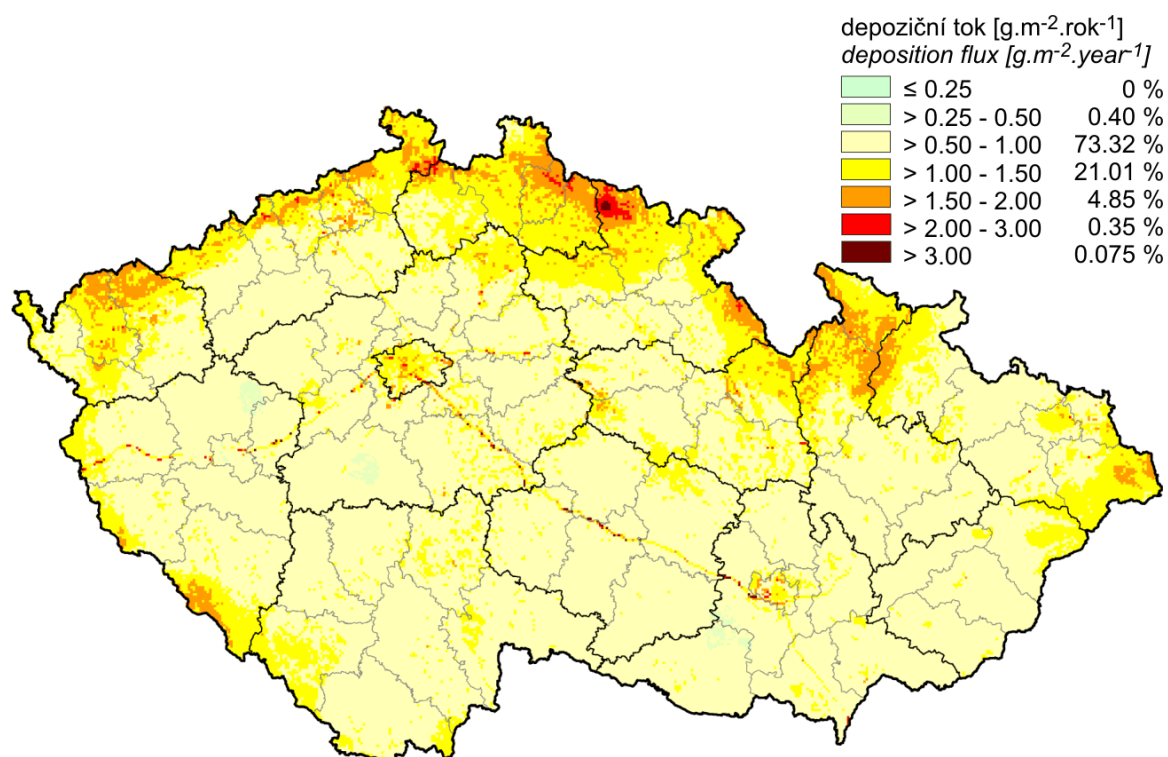 depoziční tok [g.m-2.rok-1]
deposition flux [g.m-2.year-1]
≤ 0.25 0 %
> 0.25 - 0.50 0.40 %
> 0.50 - 1.00 73.32 %
> 1.00 - 1.50 21.01 %
> 1.50 - 2.00 4.85 %
> 2.00 - 3.00 0.35 %
> 3.00 0.075 %